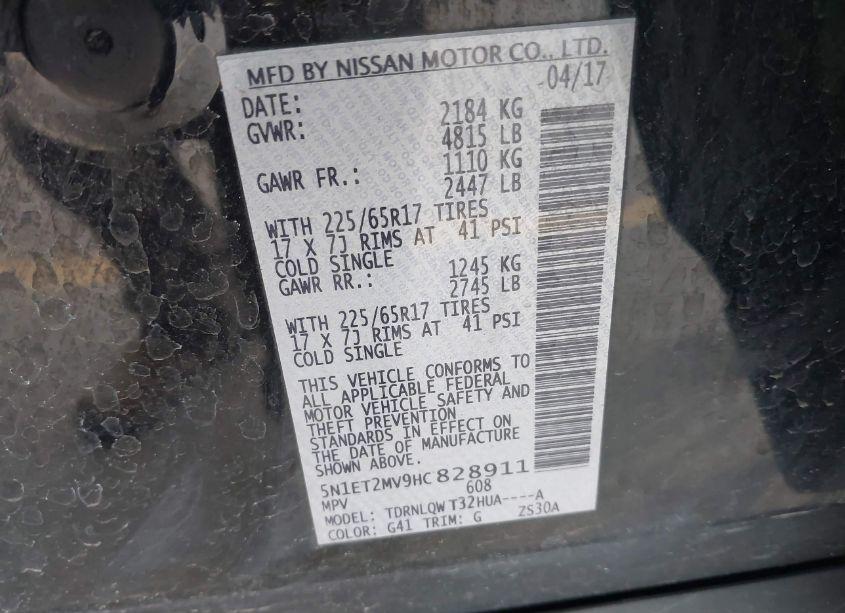 MFD BY NISSAN MOTOR CO., LTD.
DATE: 04/17
GVWR: 2184 KG
4815 LB
GAWR FR.: 1110 KG
2447 LB
WITH 225/65R17 TIRES
17 X 7J RIMS AT 41 PSI
COLD SINGLE
GAWR RR.: 1245 KG
2745 LB
WITH 225/65R17 TIRES
17 X 7J RIMS AT 41 PSI
COLD SINGLE
THIS VEHICLE CONFORMS TO
ALL APPLICABLE FEDERAL
MOTOR VEHICLE SAFETY AND
THEFT PREVENTION
STANDARDS IN EFFECT ON
THE DATE OF MANUFACTURE
SHOWN ABOVE.
5N1ET2MV9HC828911
MPV 608
MODEL: TDRNLQW T32HUA----A
COLOR: G41 TRIM: G ZS30A